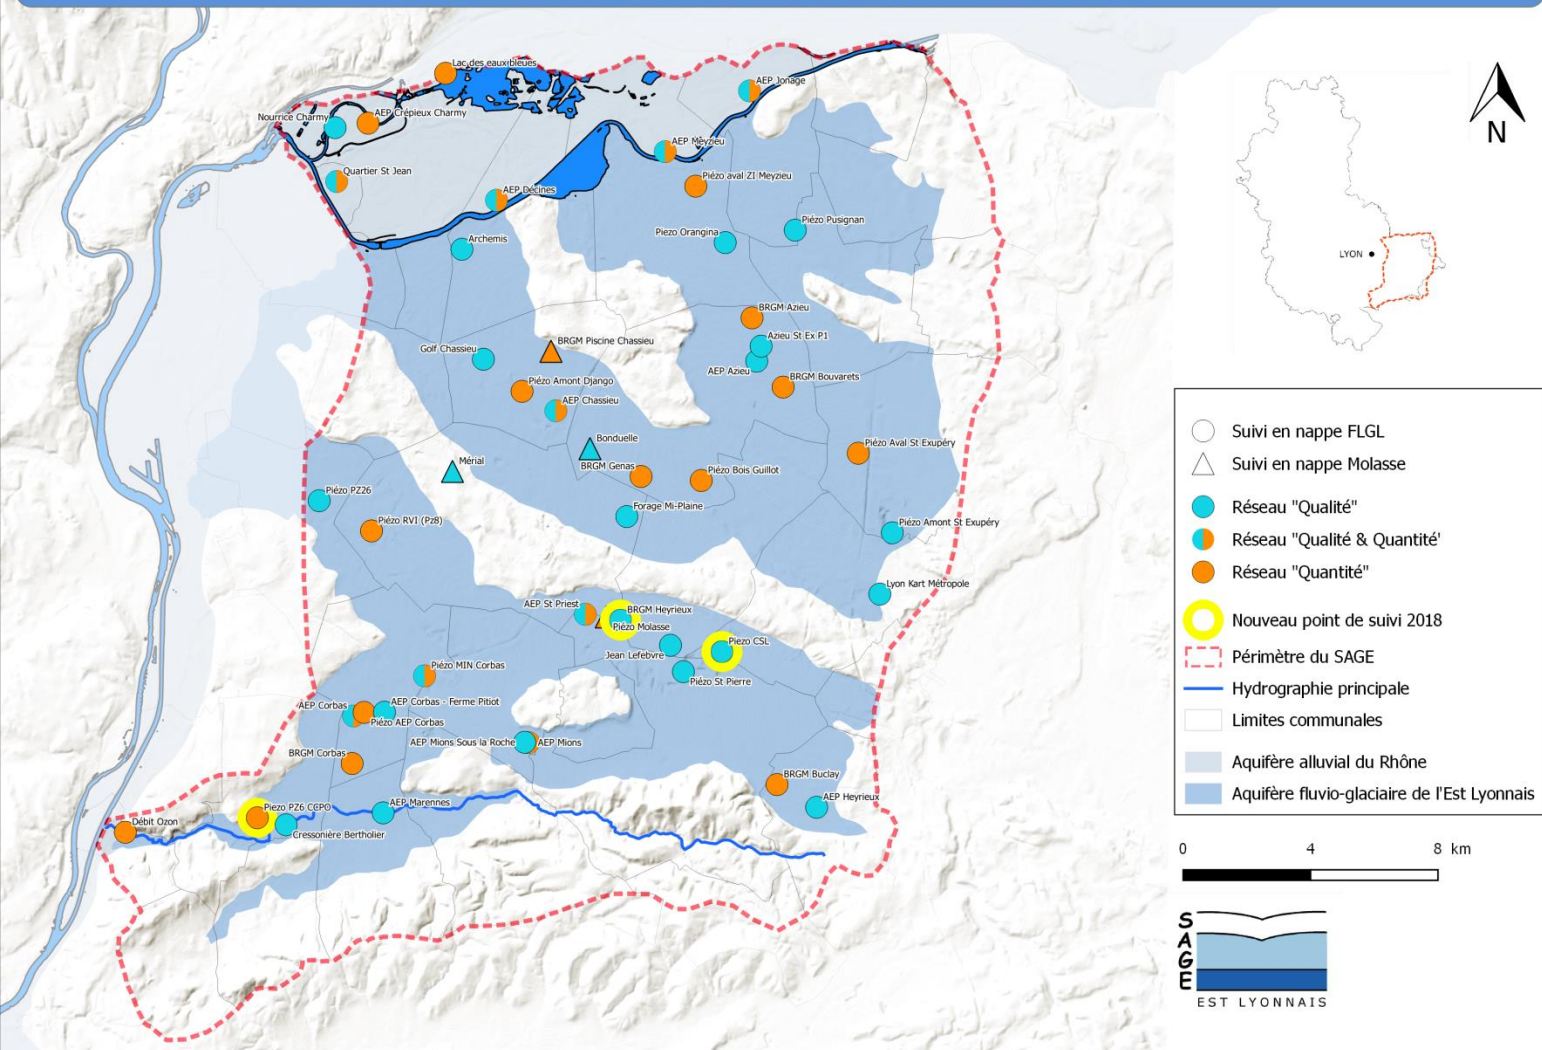 Lac des eaux bleues
AEP Jonage
Nourrice Charmy
AEP Crépieux Charmy
AEP Meyzieu
Quartier St Jean
Piézo aval ZI Meyzieu
AEP Décines
Piézo Pusignan
Piezo Orangina
Archemis
BRGM Azieu
Azieu St Ex P1
BRGM Piscine Chassieu
Golf Chassieu
AEP Azieu
BRGM Bouvarets
Piézo Amont Django
AEP Chassieu
Bonduelle
Piézo Aval St Exupéry
Mérial
BRGM Genas
Piézo Bois Guillot
Piézo PZ26
Forage Mi-Plaine
Piézo RVI (Pz8)
Piézo Amont St Exupéry
Lyon Kart Métropole
AEP St Priest
BRGM Heyrieux
Piézo Molasse
Piezo CSL
Jean Lefebvre
Piézo MIN Corbas
Piézo St Pierre
AEP Corbas
AEP Corbas - Ferme Pitiot
Piézo AEP Corbas
AEP Mions Sous la Roche
AEP Mions
BRGM Corbas
BRGM Buclay
AEP Marennes
AEP Heyrieux
Piezo PZ6 CCPO
Débit Ozon
Cressonière Bertholier
N
LYON
Suivi en nappe FLGL
Suivi en nappe Molasse
Réseau "Qualité"
Réseau "Qualité & Quantité'
Réseau "Quantité"
Nouveau point de suivi 2018
Périmètre du SAGE
Hydrographie principale
Limites communales
Aquifère alluvial du Rhône
Aquifère fluvio-glaciaire de l'Est Lyonnais
0 4 8 km
SAGE
EST LYONNAIS